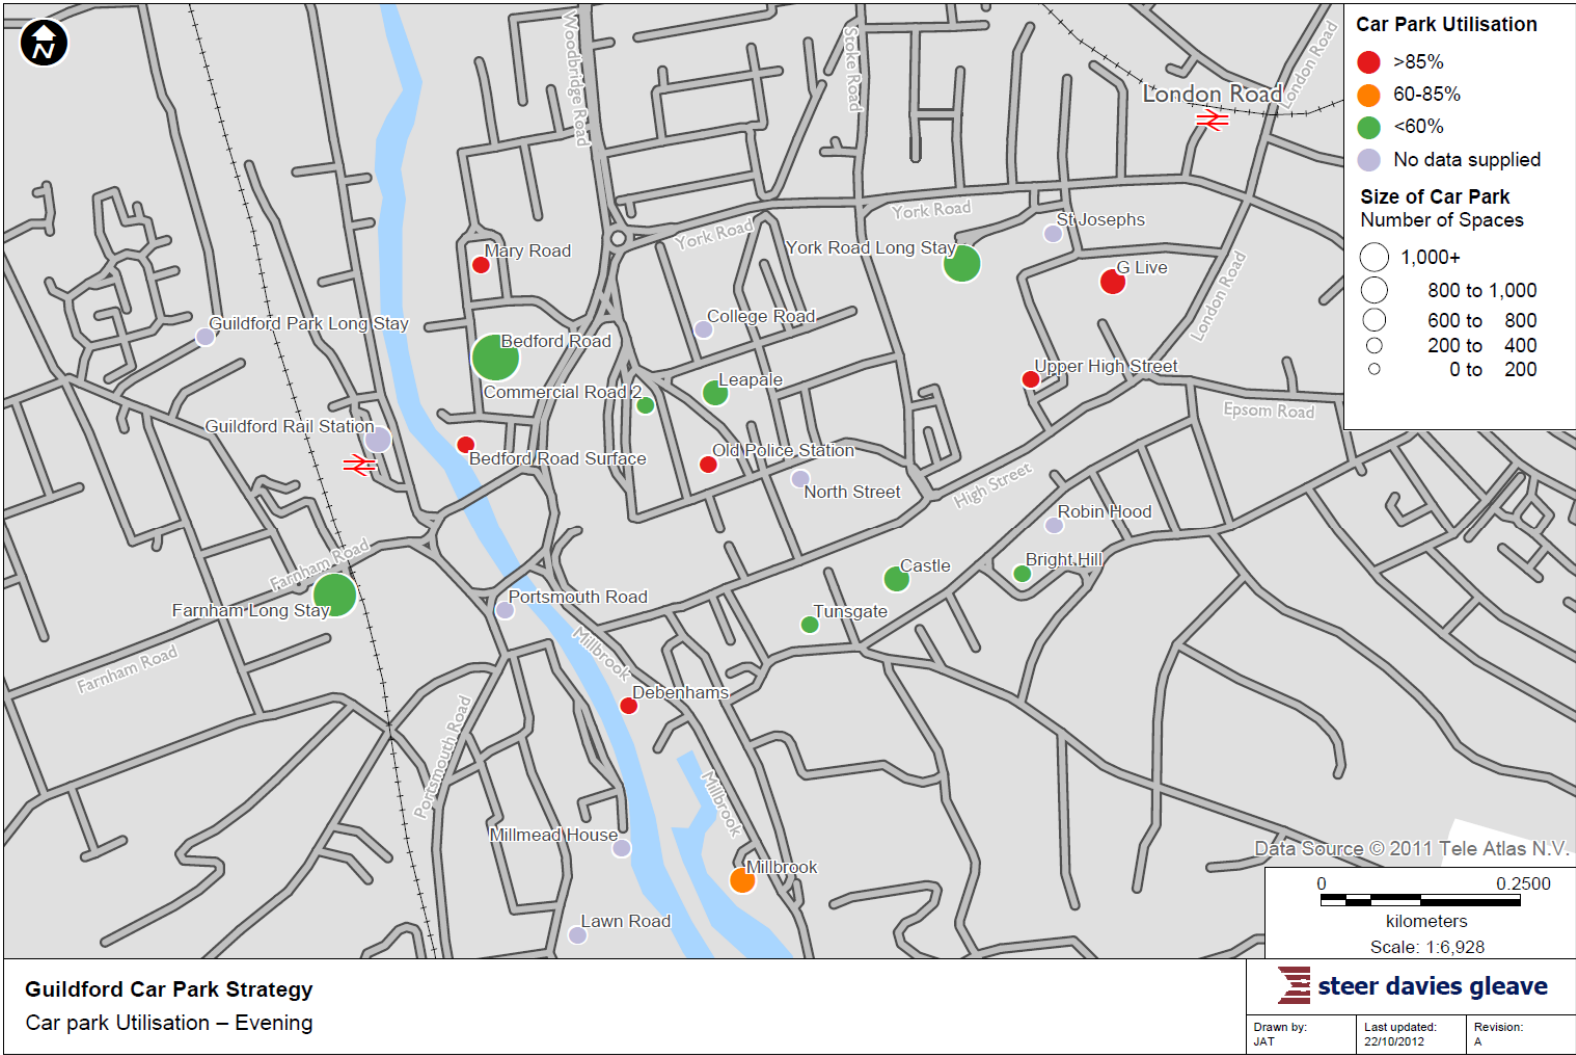 N
Woodbridge Road
Stoke Road
London Road
London Road
Car Park Utilisation
>85%
60-85%
<60%
No data supplied
Size of Car Park
Number of Spaces
1,000+
800 to 1,000
600 to 800
200 to 400
0 to 200
York Road
York Road
St Josephs
Mary Road
York Road Long Stay
G Live
London Road
Guildford Park Long Stay
College Road
Bedford Road
Upper High Street
Leapale
Commercial Road 2
Epsom Road
Guildford Rail Station
Old Police Station
Bedford Road Surface
High Street
North Street
Robin Hood
Farnham Road
Castle
Bright Hill
Portsmouth Road
Farnham Long Stay
Tunsgate
Millbrook
Farnham Road
Debenhams
Portsmouth Road
Millbrook
Millmead House
Data Source © 2011 Tele Atlas N.V.
Millbrook
0 0.2500
kilometers
Scale: 1:6,928
Lawn Road
Guildford Car Park Strategy
Car park Utilisation – Evening
steer davies gleave
Drawn by: Last updated: Revision:
JAT 22/10/2012 A